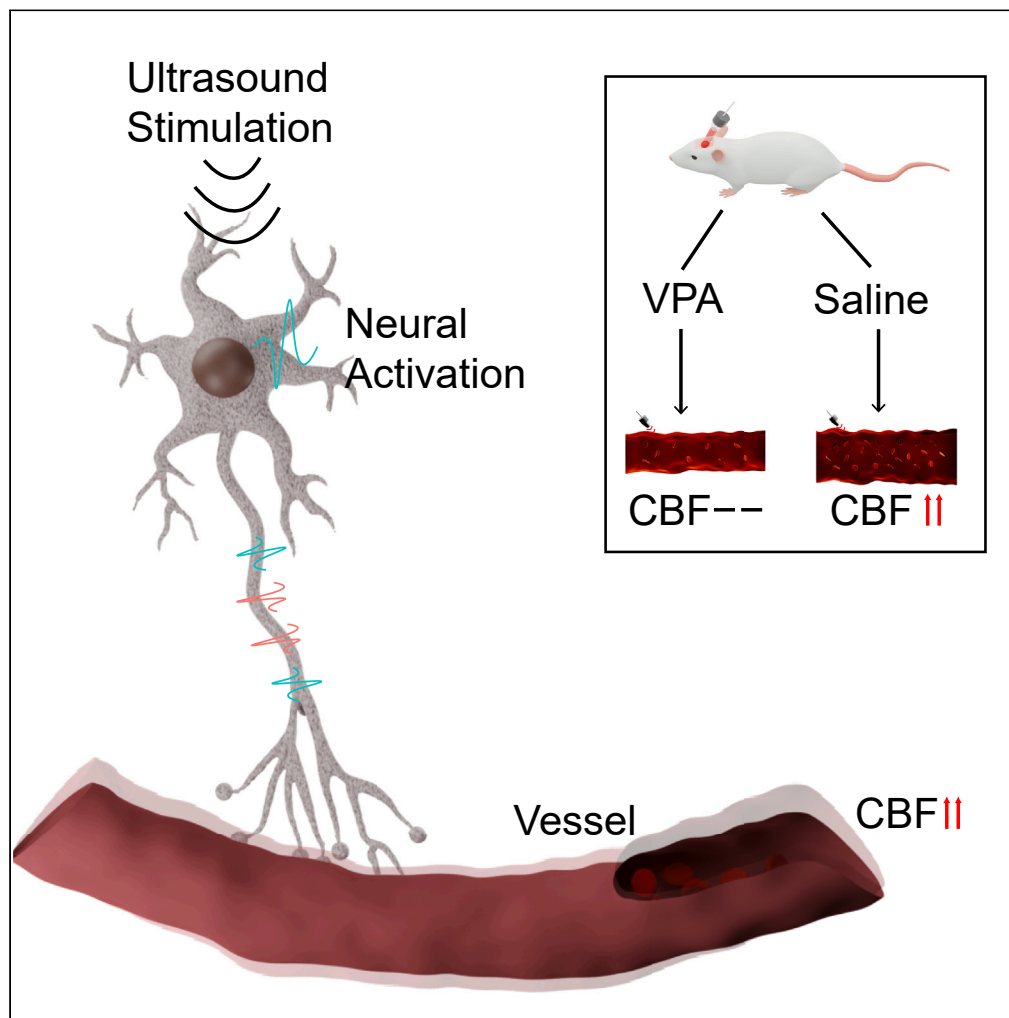 Ultrasound
Stimulation
Neural
Activation
VPA
Saline
CBF−−
CBF ↑↑
Vessel
CBF↑↑